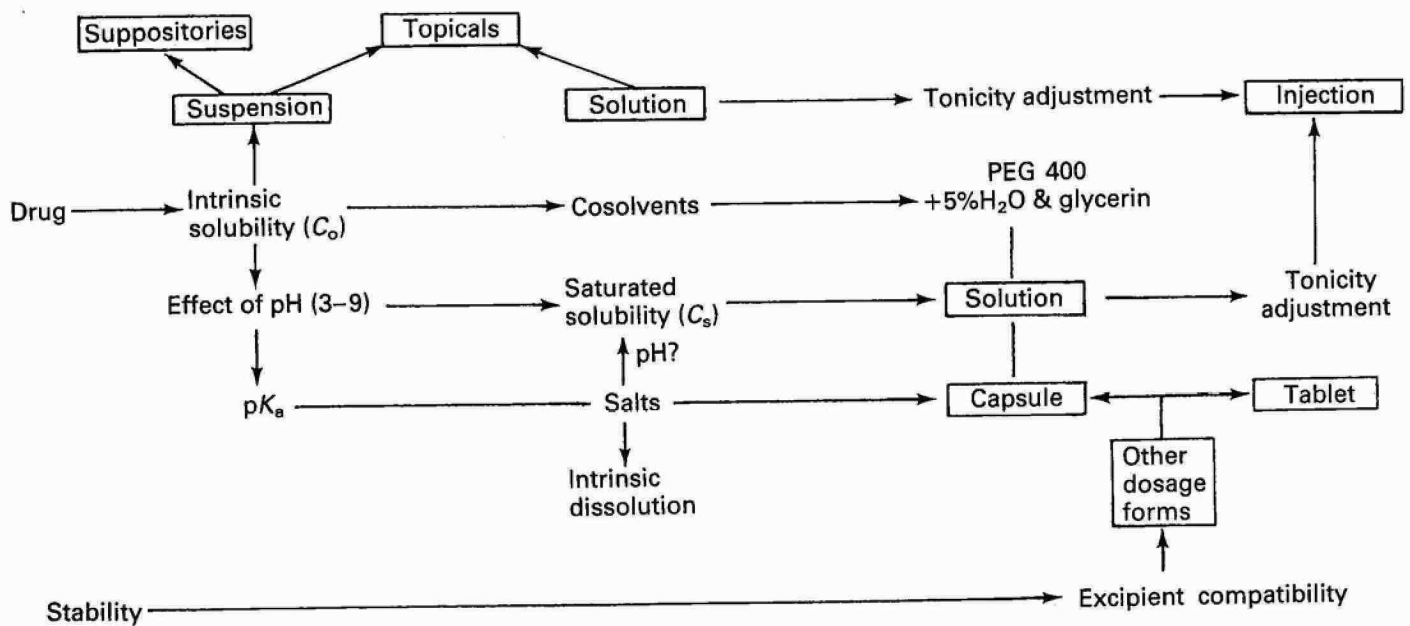 Suppositories
Topicals
Suspension
Solution
Tonicity adjustment
Injection
Drug
Intrinsic
solubility (Cₒ)
Cosolvents
PEG 400
+5%H₂O & glycerin
Effect of pH (3–9)
Saturated
solubility (Cₛ)
Solution
Tonicity
adjustment
pH?
pKₐ
Salts
Capsule
Tablet
Intrinsic
dissolution
Other
dosage
forms
Stability
Excipient compatibility